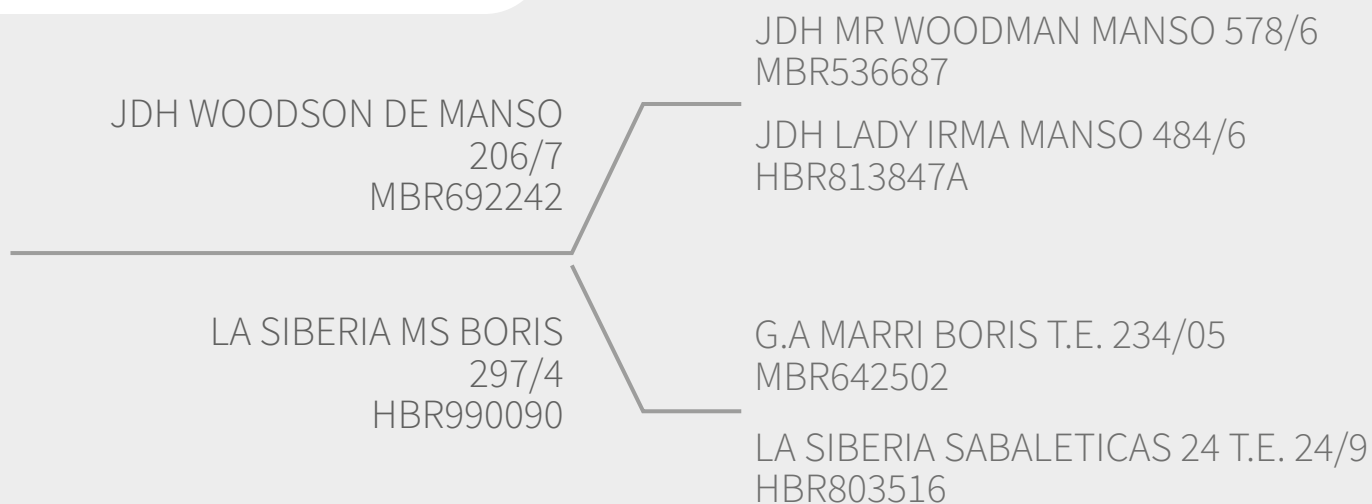 JDH WOODSON DE MANSO
206/7
MBR692242
LA SIBERIA MS BORIS
297/4
HBR990090
JDH MR WOODMAN MANSO 578/6
MBR536687
JDH LADY IRMA MANSO 484/6
HBR813847A
G.A MARRI BORIS T.E. 234/05
MBR642502
LA SIBERIA SABALETICAS 24 T.E. 24/9
HBR803516